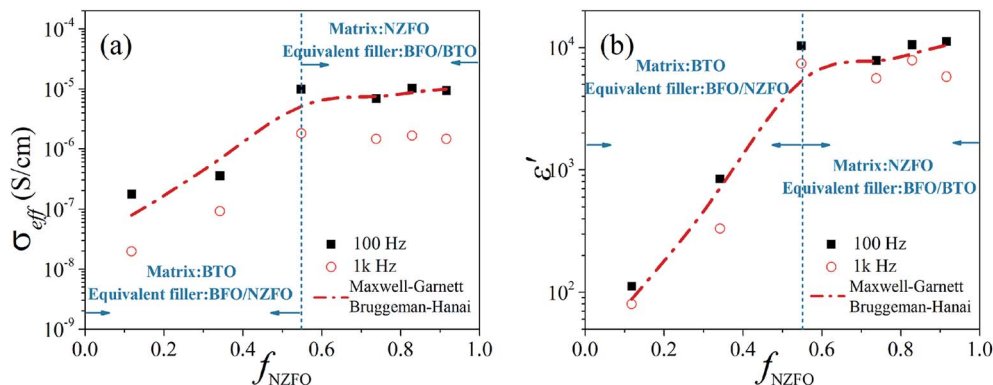 (a)
Matrix:NZFO
Equivalent filler:BFO/BTO
10⁻⁴
10⁻⁵
10⁻⁶
10⁻⁷
10⁻⁸
10⁻⁹
σeff (S/cm)
100 Hz
1k Hz
Maxwell-Garnett
Bruggeman-Hanai
Matrix:BTO
Equivalent filler:BFO/NZFO
0.0 0.2 0.4 0.6 0.8 1.0
fNZFO
(b)
Matrix:BTO
Equivalent filler:BFO/NZFO
10⁴
10³
10²
ε′
Matrix:NZFO
Equivalent filler:BFO/BTO
100 Hz
1k Hz
Maxwell-Garnett
Bruggeman-Hanai
0.0 0.2 0.4 0.6 0.8 1.0
fNZFO